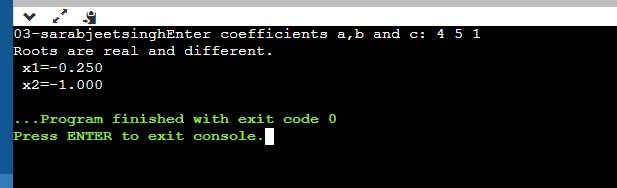 03-sarabjeetsinghEnter coefficients a,b and c: 4 5 1
Roots are real and different.
x1=-0.250
x2=-1.000
...Program finished with exit code 0
Press ENTER to exit console.